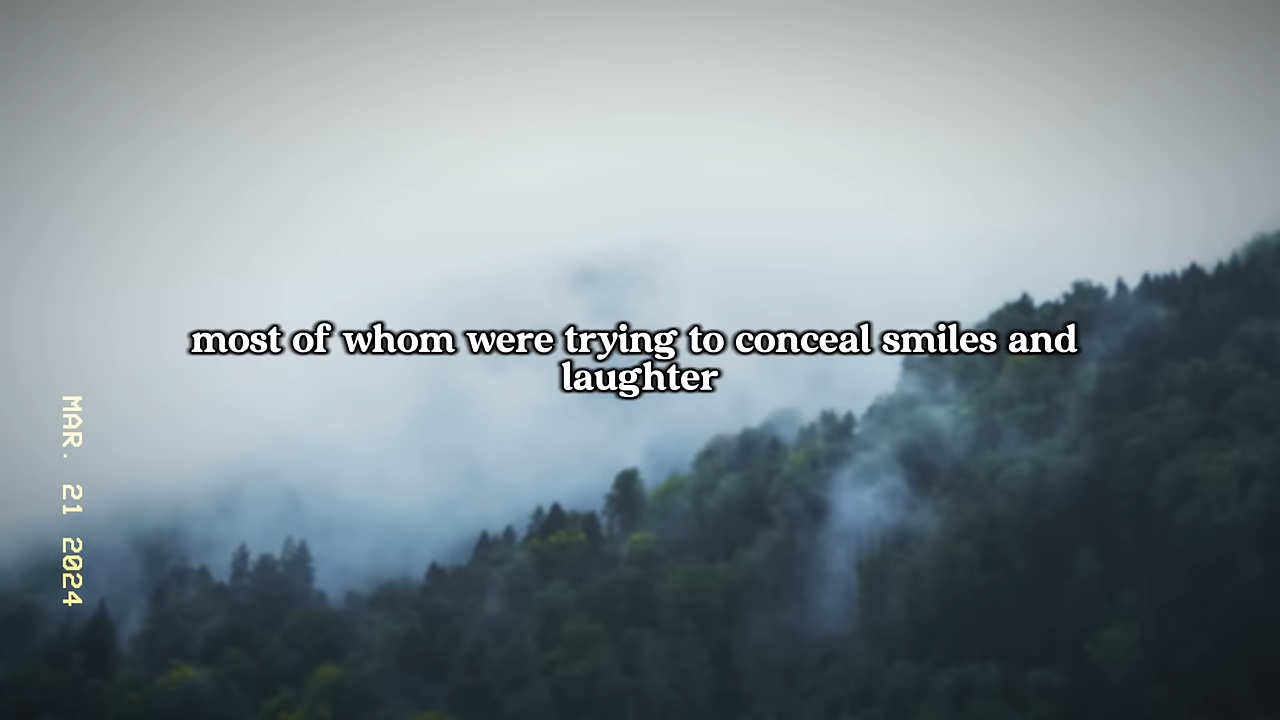 most of whom were trying to conceal smiles and
laughter
MAR. 21 2024